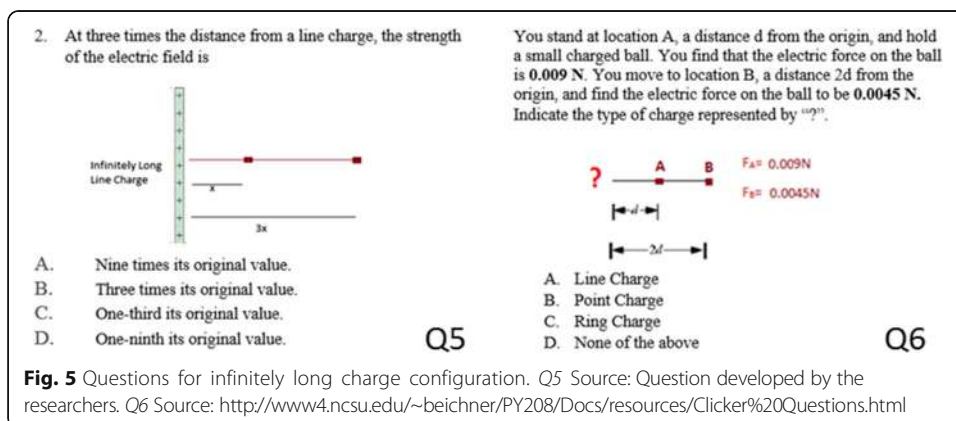 2. At three times the distance from a line charge, the strength
of the electric field is
Infinitely Long
Line Charge
x
3x
A. Nine times its original value.
B. Three times its original value.
C. One-third its original value.
D. One-ninth its original value.
Q5
You stand at location A, a distance d from the origin, and hold
a small charged ball. You find that the electric force on the ball
is 0.009 N. You move to location B, a distance 2d from the
origin, and find the electric force on the ball to be 0.0045 N.
Indicate the type of charge represented by “?”.
? A B FA= 0.009N
FB= 0.0045N
d
2d
A. Line Charge
B. Point Charge
C. Ring Charge
D. None of the above
Q6
Fig. 5 Questions for infinitely long charge configuration. Q5 Source: Question developed by the
researchers. Q6 Source: http://www4.ncsu.edu/~beichner/PY208/Docs/resources/Clicker%20Questions.html